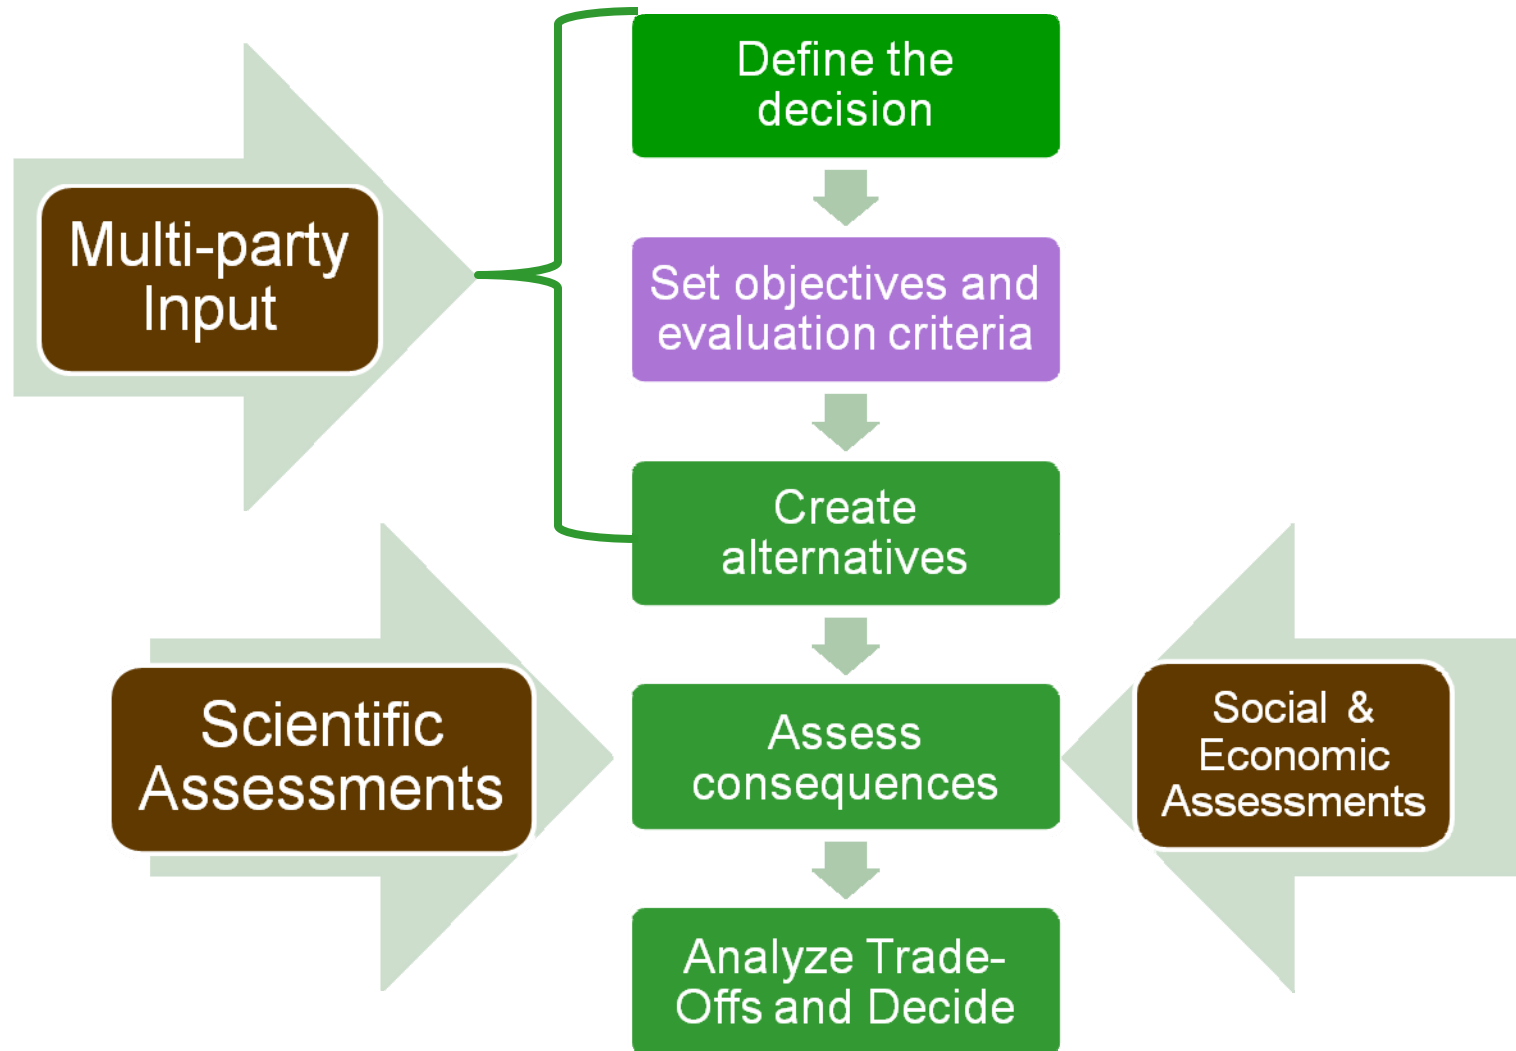 Define the
decision
Multi-party
Input
Set objectives and
evaluation criteria
Create
alternatives
Scientific
Assessments
Assess
consequences
Social &
Economic
Assessments
Analyze Trade-
Offs and Decide